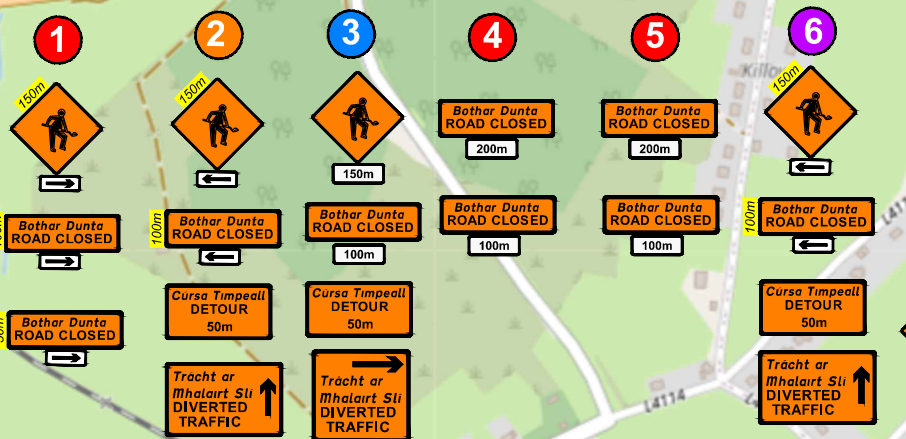 1
150m
Bothar Dunta
ROAD CLOSED
Bothar Dunta
ROAD CLOSED
2
150m
100m
Bothar Dunta
ROAD CLOSED
Cúrsa Timpeall
DETOUR
50m
Trácht ar
Mhalairt Slí
DIVERTED
TRAFFIC
3
150m
Bothar Dunta
ROAD CLOSED
100m
Cúrsa Timpeall
DETOUR
50m
Trácht ar
Mhalairt Slí
DIVERTED
TRAFFIC
4
Bothar Dunta
ROAD CLOSED
200m
Bothar Dunta
ROAD CLOSED
100m
5
Bothar Dunta
ROAD CLOSED
200m
Bothar Dunta
ROAD CLOSED
100m
L4114
6
150m
100m
Bothar Dunta
ROAD CLOSED
Cúrsa Timpeall
DETOUR
50m
Trácht ar
Mhalairt Slí
DIVERTED
TRAFFIC